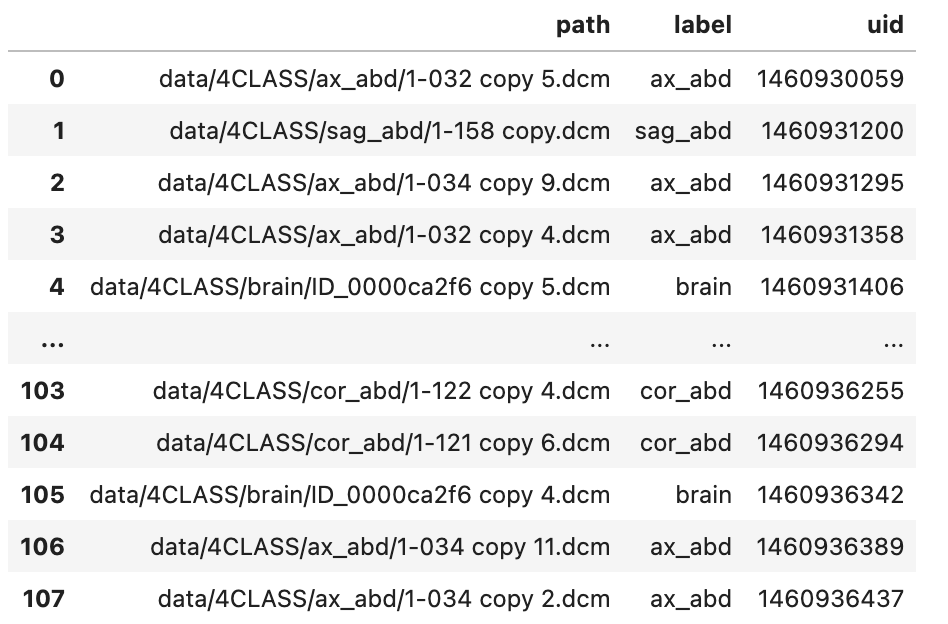 path label uid
0 data/4CLASS/ax_abd/1-032 copy 5.dcm ax_abd 1460930059
1 data/4CLASS/sag_abd/1-158 copy.dcm sag_abd 1460931200
2 data/4CLASS/ax_abd/1-034 copy 9.dcm ax_abd 1460931295
3 data/4CLASS/ax_abd/1-032 copy 4.dcm ax_abd 1460931358
4 data/4CLASS/brain/ID_0000ca2f6 copy 5.dcm brain 1460931406
... ... ... ...
103 data/4CLASS/cor_abd/1-122 copy 4.dcm cor_abd 1460936255
104 data/4CLASS/cor_abd/1-121 copy 6.dcm cor_abd 1460936294
105 data/4CLASS/brain/ID_0000ca2f6 copy 4.dcm brain 1460936342
106 data/4CLASS/ax_abd/1-034 copy 11.dcm ax_abd 1460936389
107 data/4CLASS/ax_abd/1-034 copy 2.dcm ax_abd 1460936437